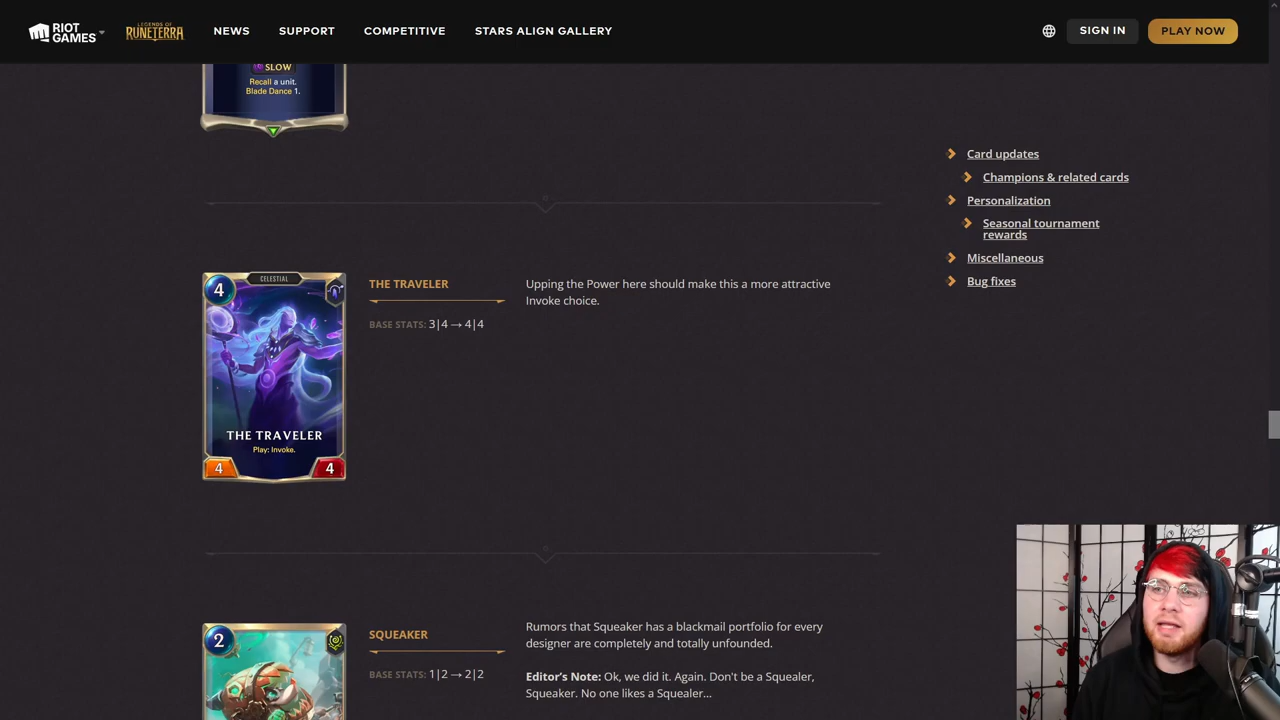 RIOT GAMES
LEGENDS OF RUNETERRA
NEWS
SUPPORT
COMPETITIVE
STARS ALIGN GALLERY
SIGN IN
PLAY NOW
SLOW
Recall a unit.
Blade Dance 1.
Card updates
Champions & related cards
Personalization
Seasonal tournament
rewards
Miscellaneous
Bug fixes
4
CELESTIAL
THE TRAVELER
Play: Invoke.
4
4
THE TRAVELER
BASE STATS: 3|4 → 4|4
Upping the Power here should make this a more attractive
Invoke choice.
2
SQUEAKER
BASE STATS: 1|2 → 2|2
Rumors that Squeaker has a blackmail portfolio for every
designer are completely and totally unfounded.
Editor's Note: Ok, we did it. Again. Don't be a Squealer,
Squeaker. No one likes a Squealer...